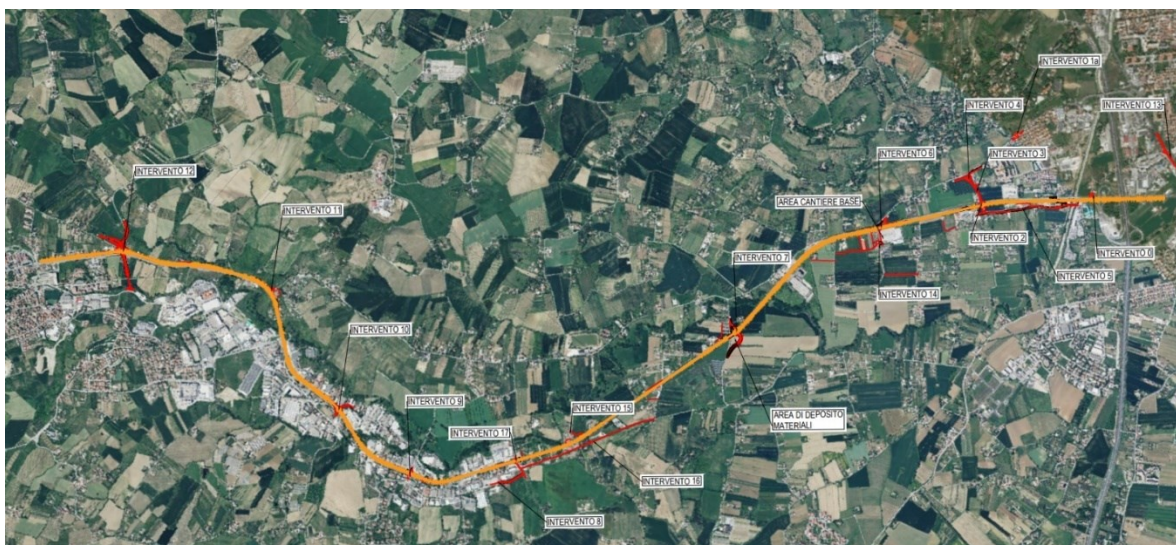 INTERVENTO 1a
INTERVENTO 4
INTERVENTO 13
INTERVENTO 6
INTERVENTO 3
INTERVENTO 12
AREA CANTIERE BASE
INTERVENTO 11
INTERVENTO 2
INTERVENTO 7
INTERVENTO 0
INTERVENTO 5
INTERVENTO 14
INTERVENTO 10
INTERVENTO 15
AREA DI DEPOSITO
MATERIALI
INTERVENTO 9
INTERVENTO 17
INTERVENTO 16
INTERVENTO 8